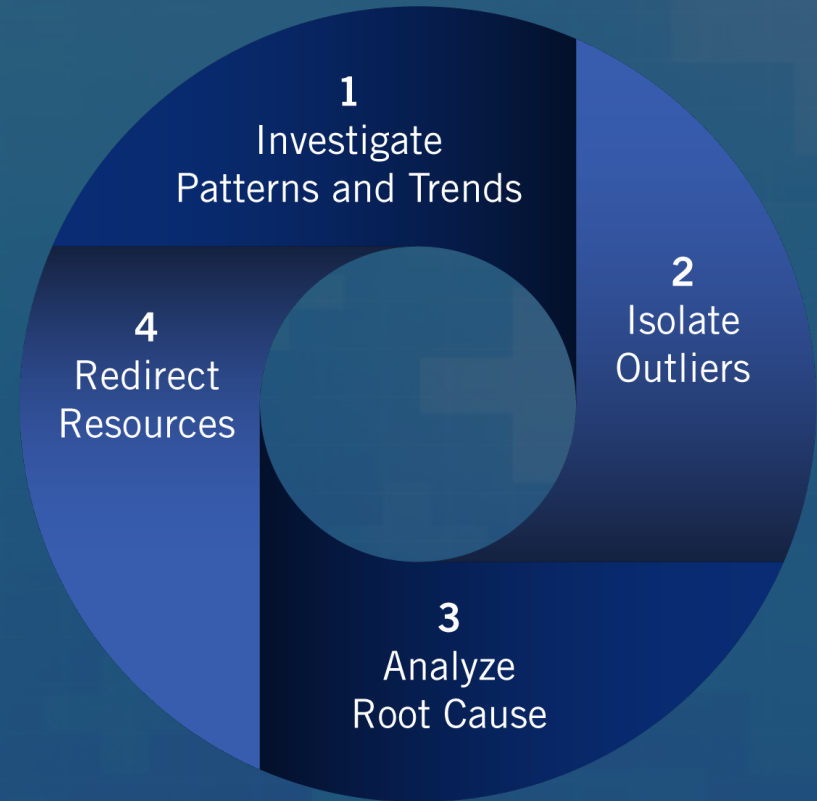 1
Investigate
Patterns and Trends
2
Isolate
Outliers
3
Analyze
Root Cause
4
Redirect
Resources